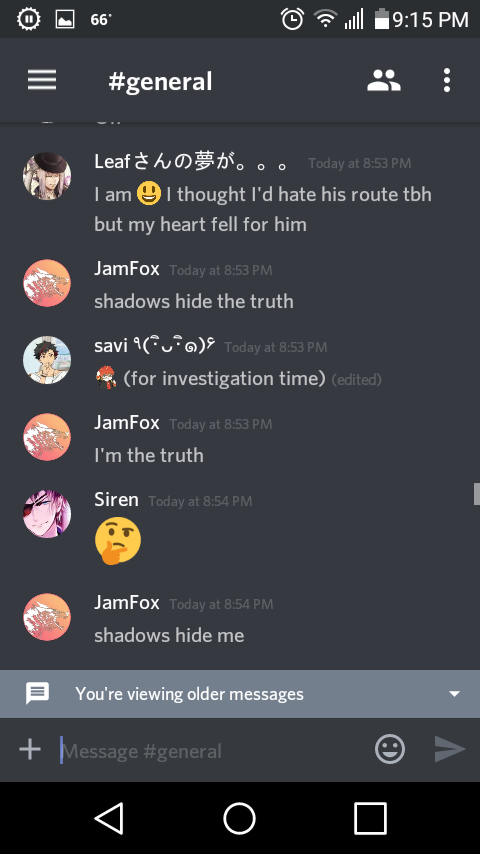 66°
9:15 PM
#general
Leafさんの夢が。。。 Today at 8:53 PM
I am 😃 I thought I'd hate his route tbh
but my heart fell for him
JamFox Today at 8:53 PM
shadows hide the truth
savi Today at 8:53 PM
(for investigation time) (edited)
JamFox Today at 8:53 PM
I'm the truth
Siren Today at 8:54 PM
🤔
JamFox Today at 8:54 PM
shadows hide me
You're viewing older messages
Message #general